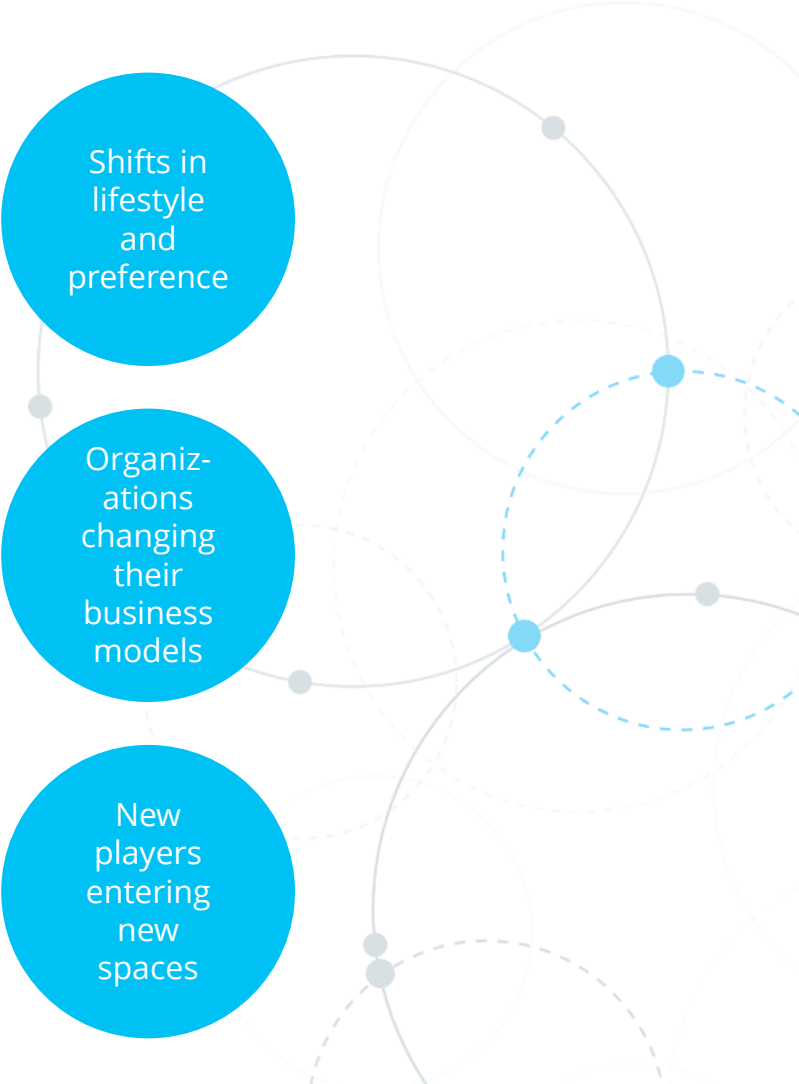 Shifts in
lifestyle
and
preference
Organiz-
ations
changing
their
business
models
New
players
entering
new
spaces